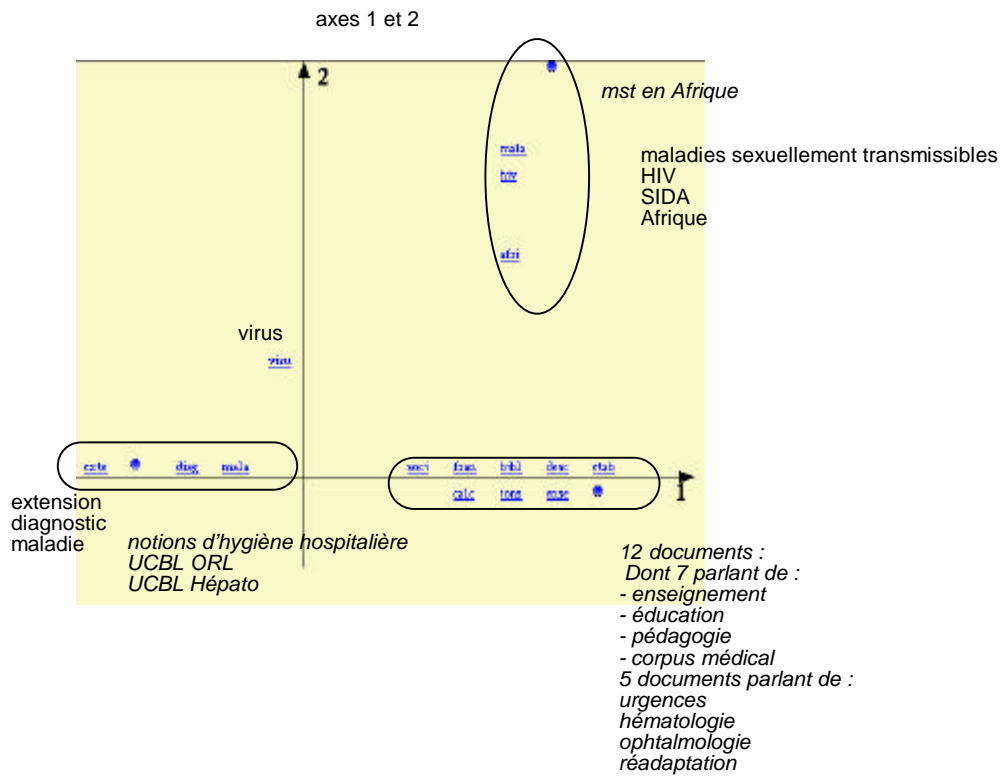 axes 1 et 2
2
mst en Afrique
mala
maladies sexuellement transmissibles
hiv
HIV
SIDA
Afrique
afri
virus
viru
exte diag mala
soci fran bibl desc etab
calc tons ense
1
extension
diagnostic
maladie
notions d’hygiène hospitalière
UCBL ORL
UCBL Hépato
12 documents :
Dont 7 parlant de :
- enseignement
- éducation
- pédagogie
- corpus médical
5 documents parlant de :
urgences
hématologie
ophtalmologie
réadaptation